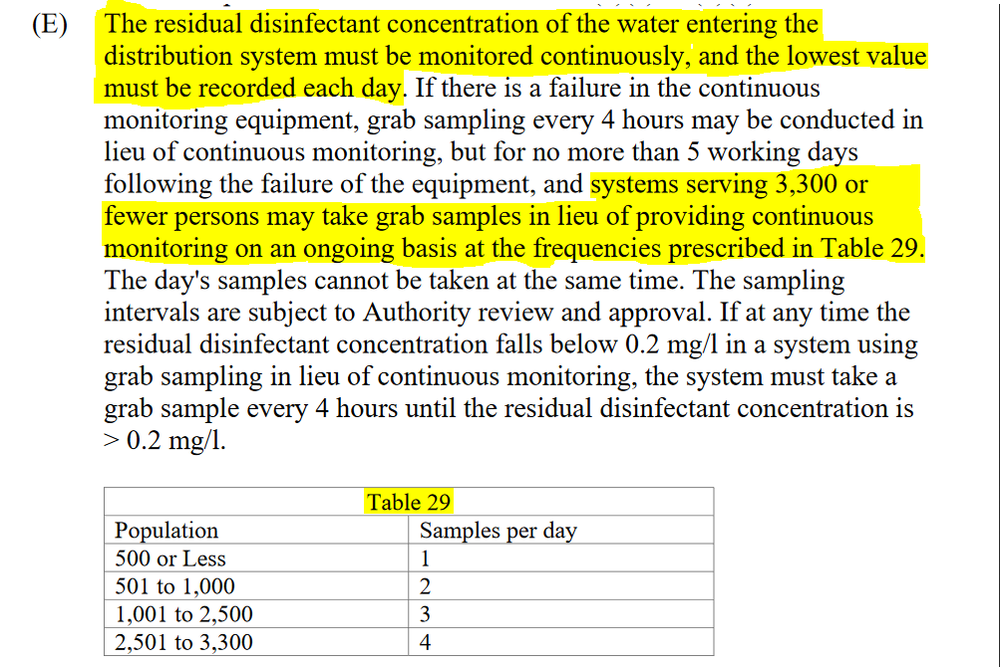 (E) The residual disinfectant concentration of the water entering the
distribution system must be monitored continuously, and the lowest value
must be recorded each day. If there is a failure in the continuous
monitoring equipment, grab sampling every 4 hours may be conducted in
lieu of continuous monitoring, but for no more than 5 working days
following the failure of the equipment, and systems serving 3,300 or
fewer persons may take grab samples in lieu of providing continuous
monitoring on an ongoing basis at the frequencies prescribed in Table 29.
The day's samples cannot be taken at the same time. The sampling
intervals are subject to Authority review and approval. If at any time the
residual disinfectant concentration falls below 0.2 mg/l in a system using
grab sampling in lieu of continuous monitoring, the system must take a
grab sample every 4 hours until the residual disinfectant concentration is
> 0.2 mg/l.
Table 29
Population Samples per day
500 or Less 1
501 to 1,000 2
1,001 to 2,500 3
2,501 to 3,300 4